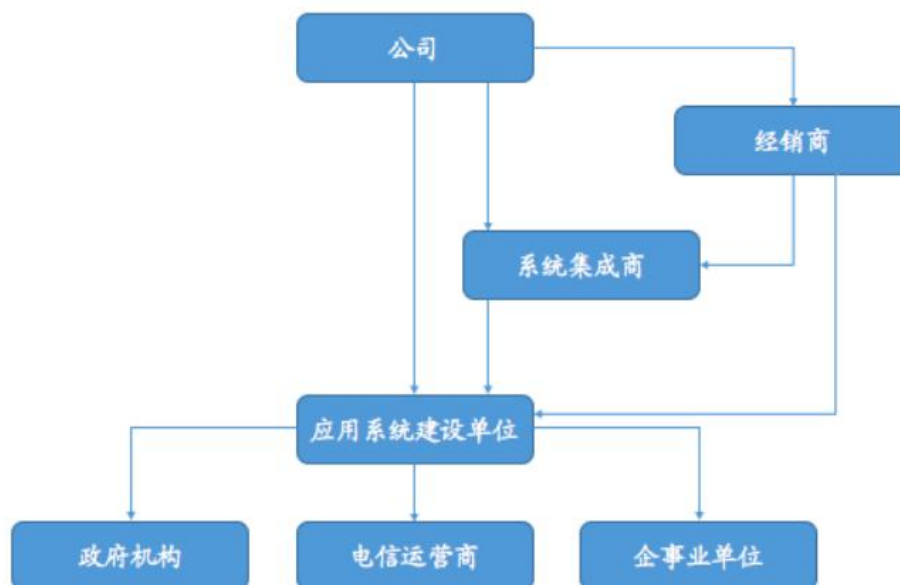 公司
经销商
系统集成商
应用系统建设单位
政府机构
电信运营商
企事业单位